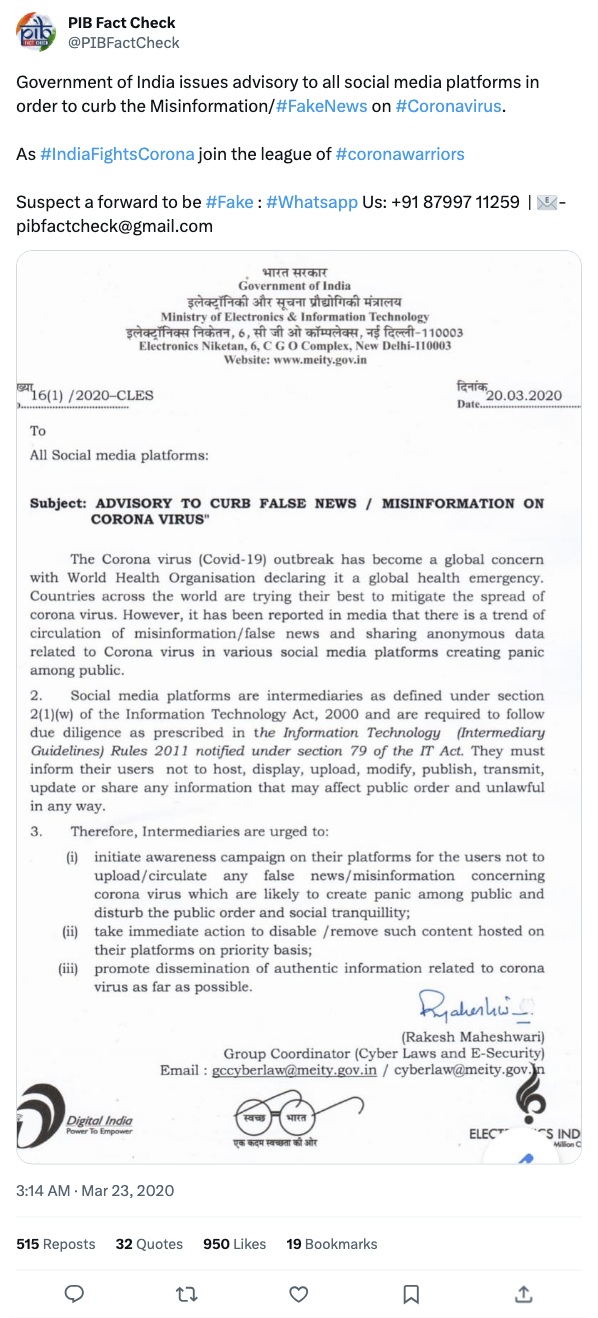 PIB Fact Check
@PIBFactCheck
Government of India issues advisory to all social media platforms in
order to curb the Misinformation/#FakeNews on #Coronavirus.
As #IndiaFightsCorona join the league of #coronawarriors
Suspect a forward to be #Fake : #Whatsapp Us: +91 87997 11259 | 📧-
pibfactcheck@gmail.com
भारत सरकार
Government of India
इलेक्ट्रॉनिकी और सूचना प्रौद्योगिकी मंत्रालय
Ministry of Electronics & Information Technology
इलेक्ट्रॉनिक्स निकेतन, 6, सी जी ओ कॉम्पलेक्स, नई दिल्ली-110003
Electronics Niketan, 6, C G O Complex, New Delhi-110003
Website: www.meity.gov.in
16(1) /2020-CLES
दिनांक 20.03.2020
Date
To
All Social media platforms:
Subject: ADVISORY TO CURB FALSE NEWS / MISINFORMATION ON
CORONA VIRUS"
The Corona virus (Covid-19) outbreak has become a global concern
with World Health Organisation declaring it a global health emergency.
Countries across the world are trying their best to mitigate the spread of
corona virus. However, it has been reported in media that there is a trend of
circulation of misinformation/false news and sharing anonymous data
related to Corona virus in various social media platforms creating panic
among public.
2. Social media platforms are intermediaries as defined under section
2(1)(w) of the Information Technology Act, 2000 and are required to follow
due diligence as prescribed in the Information Technology (Intermediary
Guidelines) Rules 2011 notified under section 79 of the IT Act. They must
inform their users not to host, display, upload, modify, publish, transmit,
update or share any information that may affect public order and unlawful
in any way.
3. Therefore, Intermediaries are urged to:
(i) initiate awareness campaign on their platforms for the users not to
upload/circulate any false news/misinformation concerning
corona virus which are likely to create panic among public and
disturb the public order and social tranquillity;
(ii) take immediate action to disable /remove such content hosted on
their platforms on priority basis;
(iii) promote dissemination of authentic information related to corona
virus as far as possible.
(Rakesh Maheshwari)
Group Coordinator (Cyber Laws and E-Security)
Email : gccyberlaw@meity.gov.in / cyberlaw@meity.gov.in
Digital India
Power To Empower
स्वच्छ भारत
एक कदम स्वच्छता की ओर
3:14 AM · Mar 23, 2020
515 Reposts 32 Quotes 950 Likes 19 Bookmarks